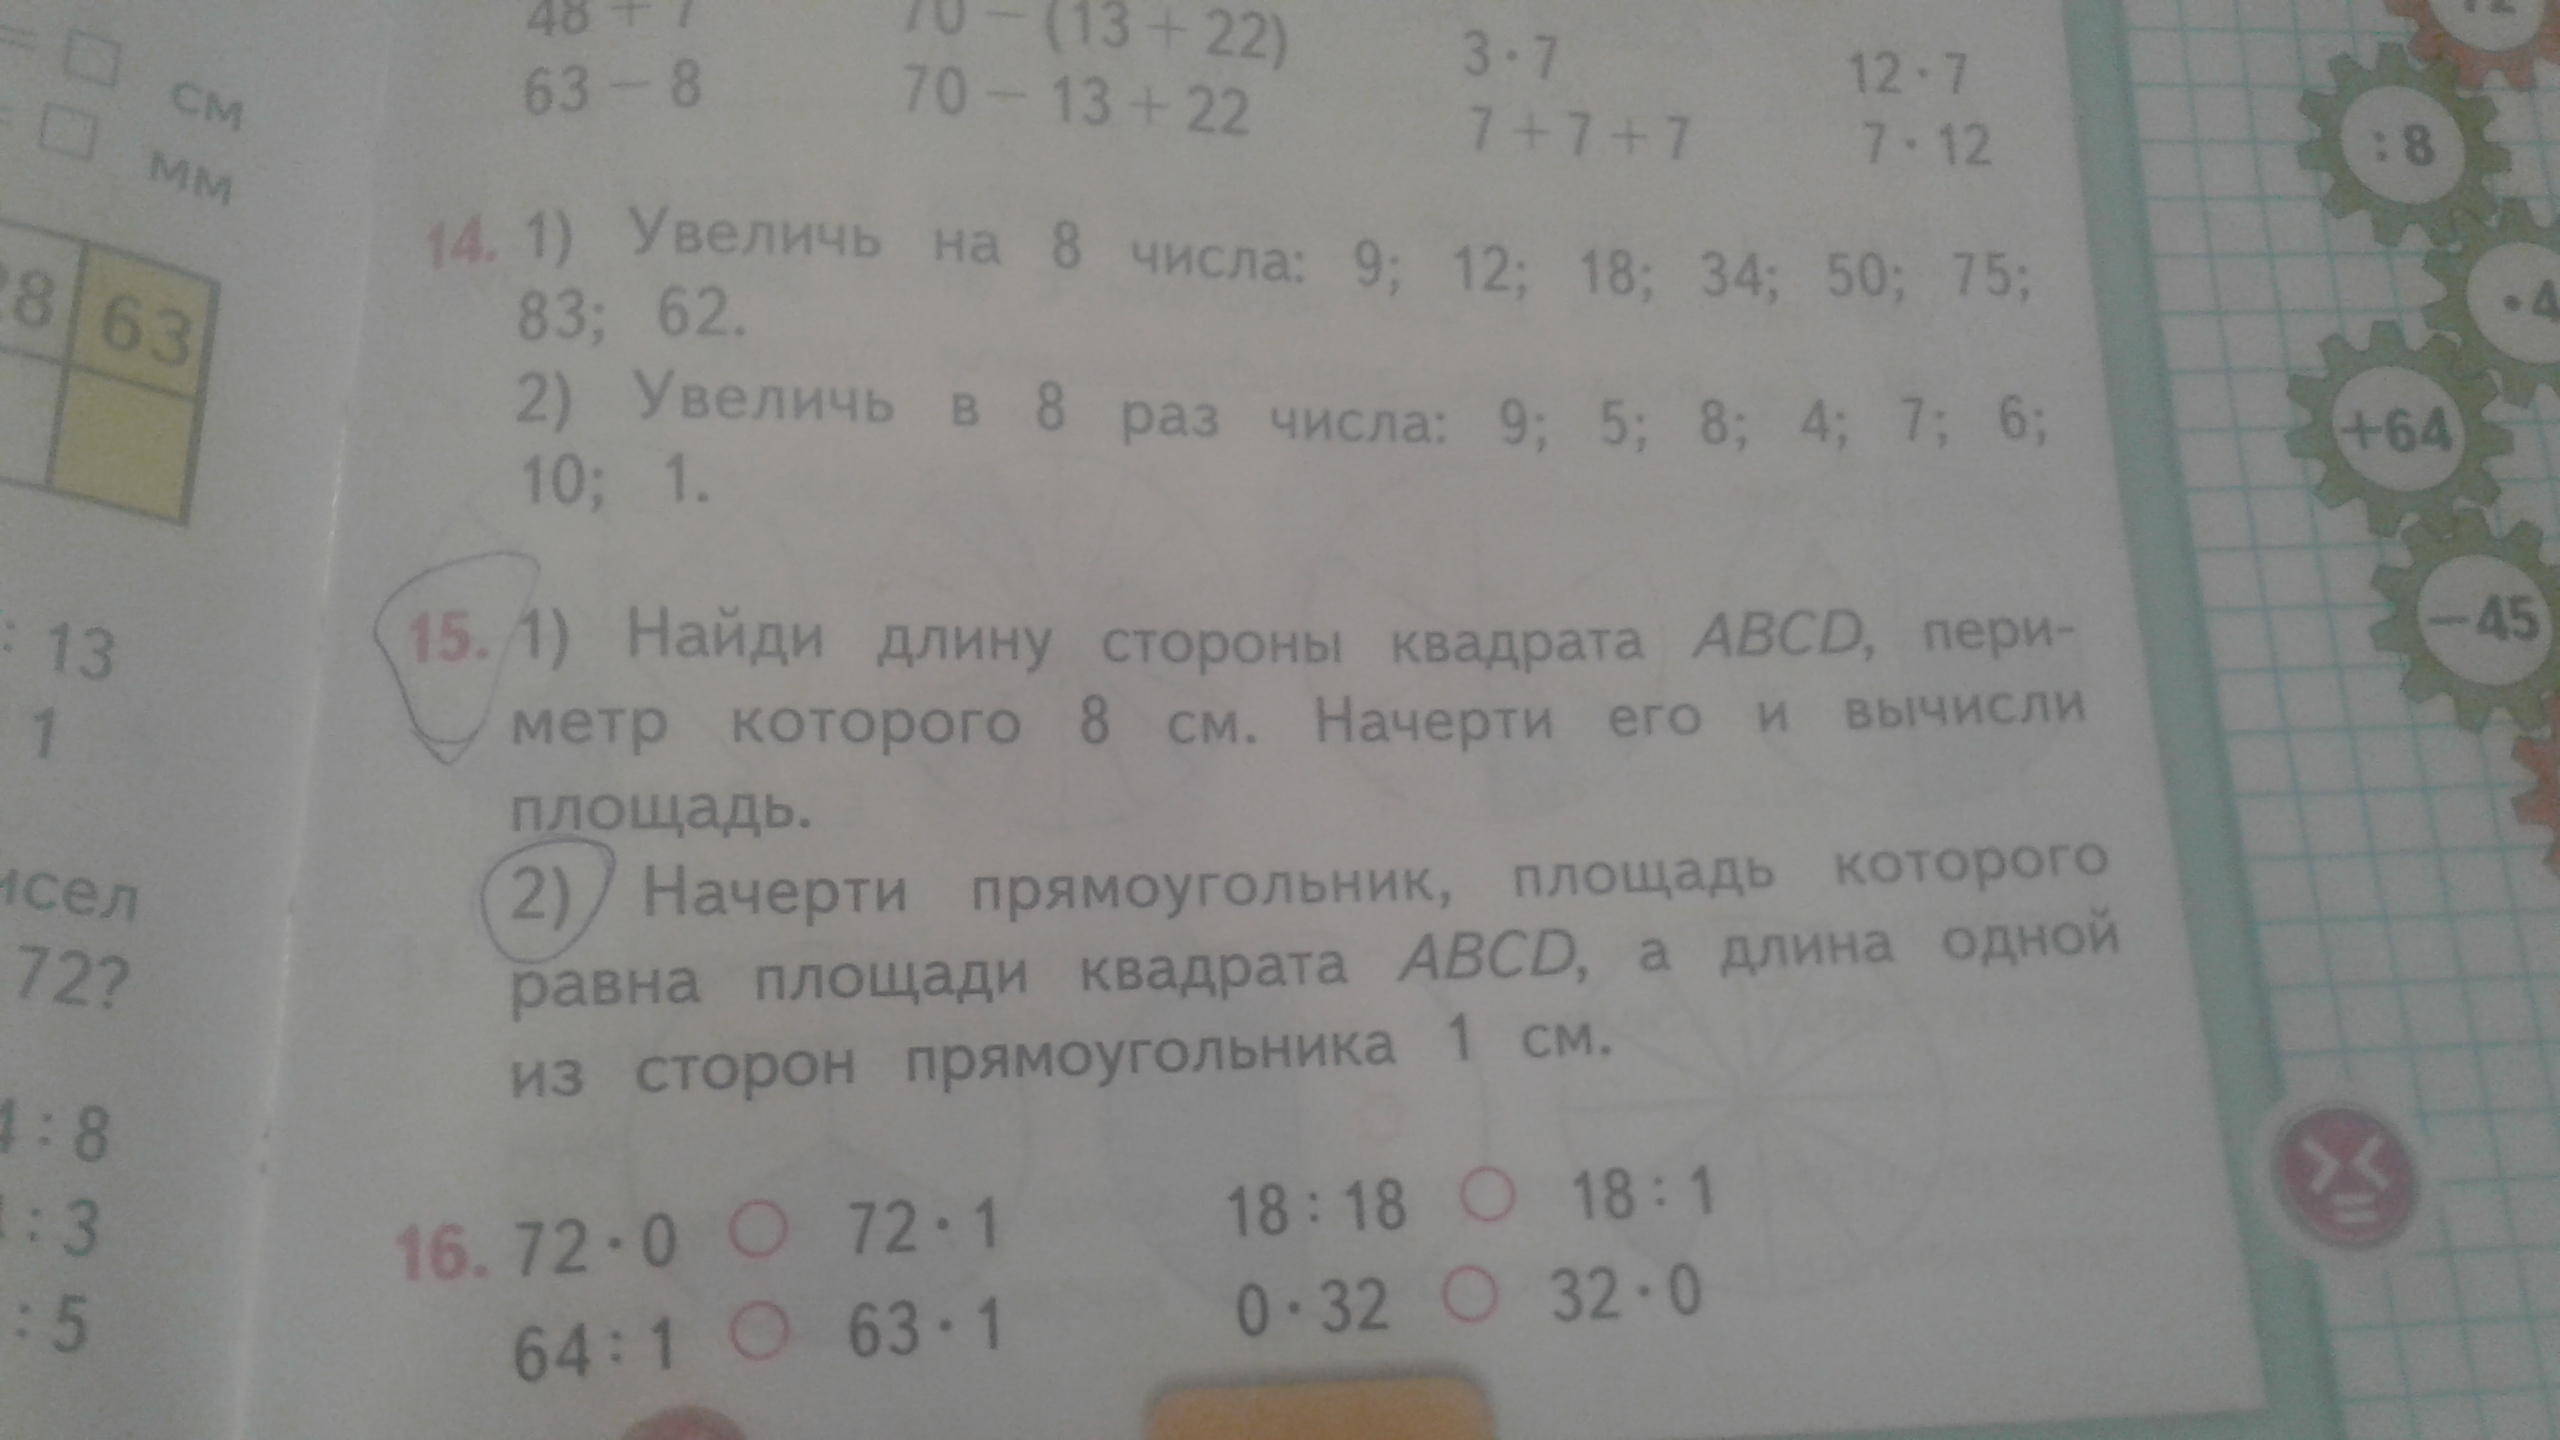 = □ см
= □ мм
63
: 13
1
72?
: 8
: 3
: 5
48 + 7
70 − (13 + 22)
3 · 7
12 · 7
63 − 8
70 − 13 + 22
7 + 7 + 7
7 · 12
14. 1) Увеличь на 8 числа: 9; 12; 18; 34; 50; 75;
83; 62.
2) Увеличь в 8 раз числа: 9; 5; 8; 4; 7; 6;
10; 1.
15. 1) Найди длину стороны квадрата ABCD, пери-
метр которого 8 см. Начерти его и вычисли
площадь.
2) Начерти прямоугольник, площадь которого
равна площади квадрата ABCD, а длина одной
из сторон прямоугольника 1 см.
16. 72 · 0 ○ 72 · 1 18 : 18 ○ 18 : 1
64 : 1 ○ 63 · 1 0 · 32 ○ 32 · 0
: 8
· 4
+64
−45
> <
=